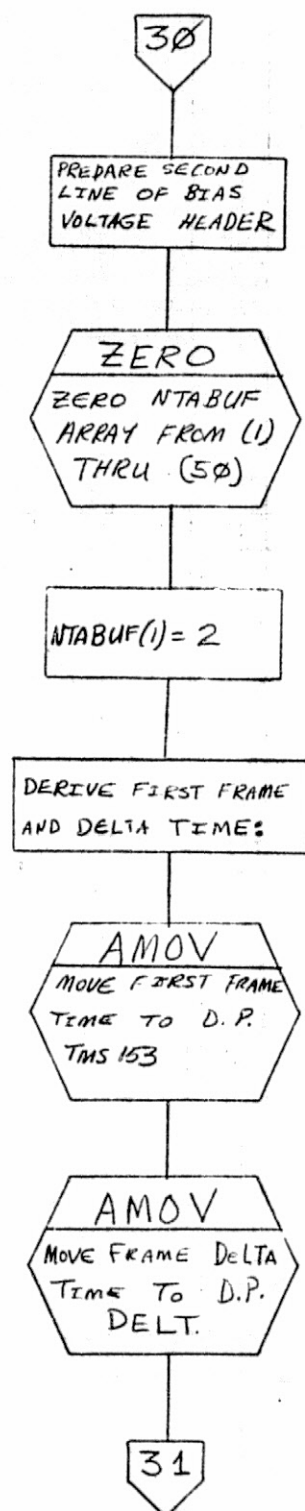 3Ø
PREPARE SECOND
LINE OF BIAS
VOLTAGE HEADER
ZERO
ZERO NTABUF
ARRAY FROM (1)
THRU (5Ø)
NTABUF(1) = 2
DERIVE FIRST FRAME
AND DELTA TIME:
AMOV
MOVE FIRST FRAME
TIME TO D.P.
TMS 153
AMOV
MOVE FRAME DELTA
TIME TO D.P.
DELT.
31